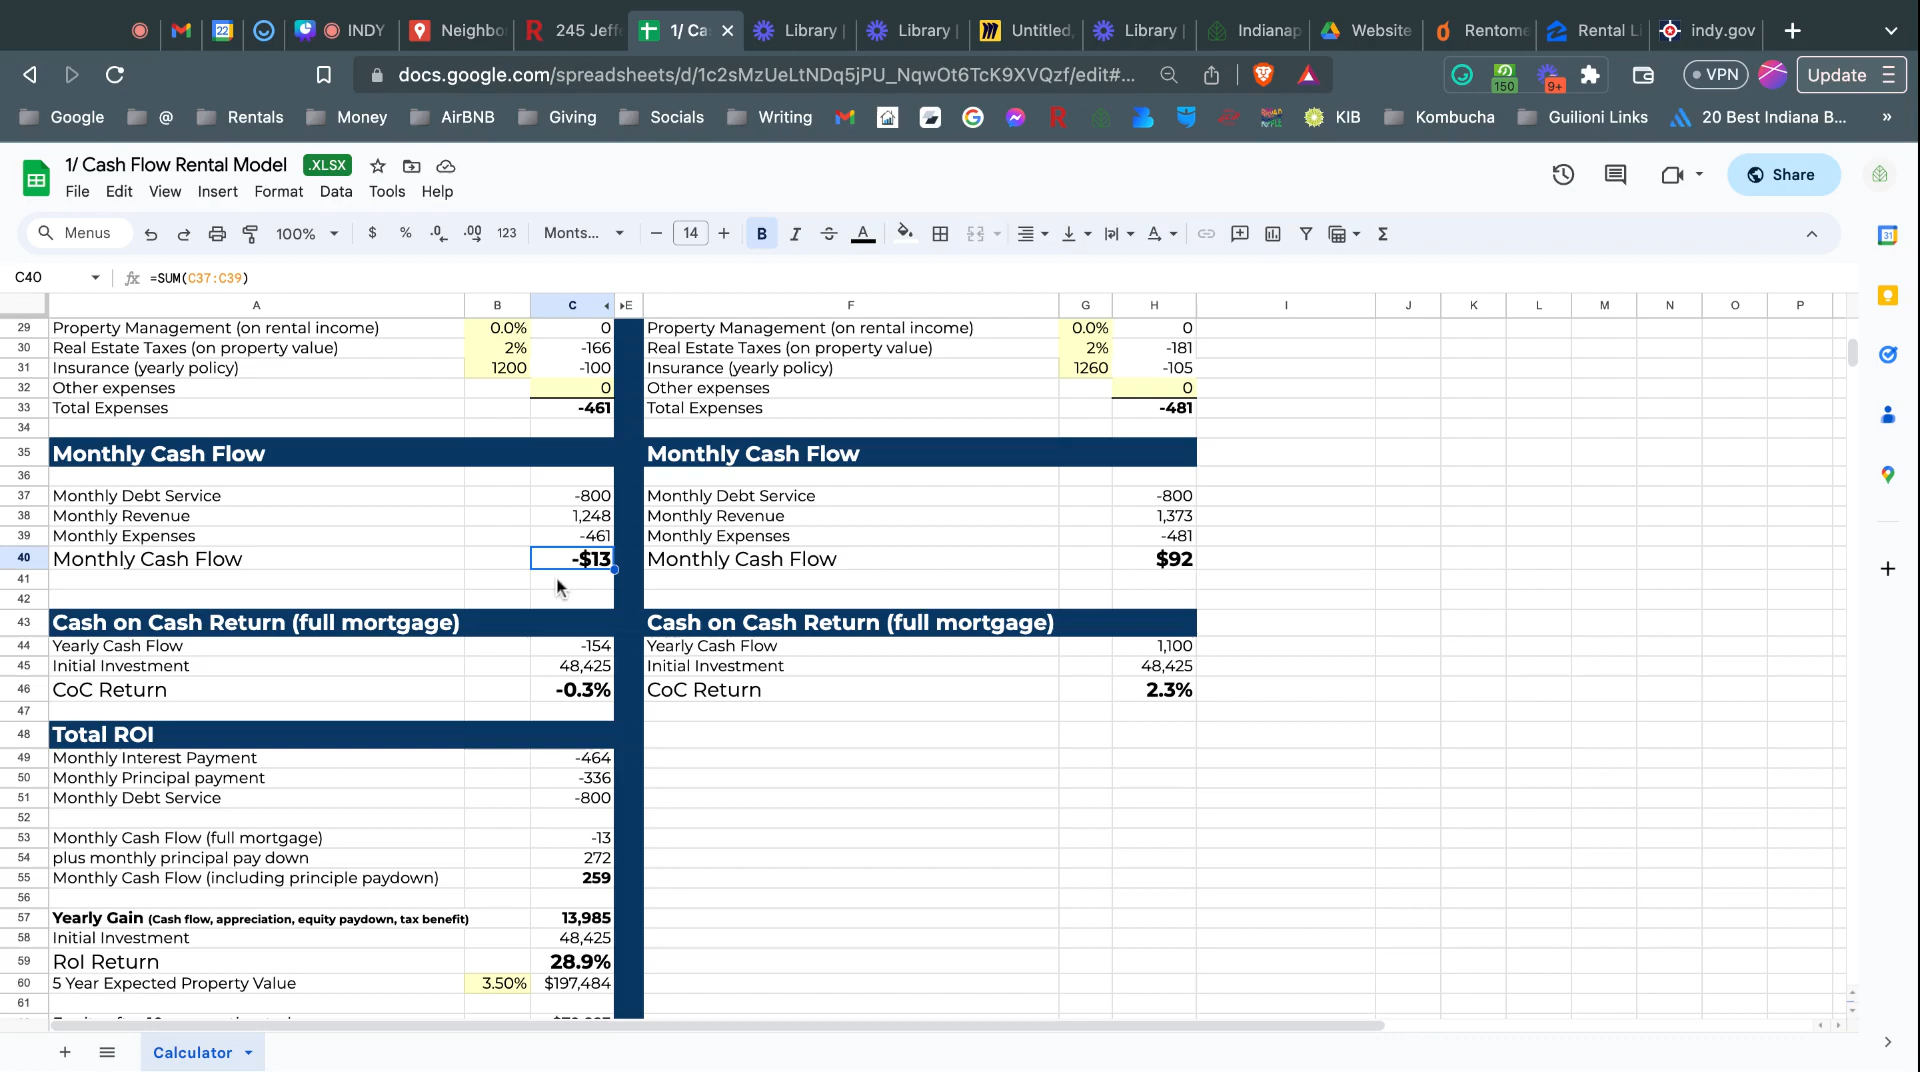 INDY
Neighbo
245 Jeff
1/ Ca
Library
Library
Untitled,
Library
Indianap
Website
Rentome
Rental Li
indy.gov
docs.google.com/spreadsheets/d/1c2sMzUeLtNDq5jPU_NqwOt6TcK9XVQzf/edit#...
150
9+
VPN
Update
Google
@
Rentals
Money
AirBNB
Giving
Socials
Writing
KIB
Kombucha
Guilioni Links
20 Best Indiana B...
»
1/ Cash Flow Rental Model
.XLSX
Share
File Edit View Insert Format Data Tools Help
Menus
100%
$ % .0 .00 123
Monts...
14
B I
C40
fx =SUM(C37:C39)
A B C E F G H I J K L M N O P
29 Property Management (on rental income) 0.0% 0 Property Management (on rental income) 0.0% 0
30 Real Estate Taxes (on property value) 2% -166 Real Estate Taxes (on property value) 2% -181
31 Insurance (yearly policy) 1200 -100 Insurance (yearly policy) 1260 -105
32 Other expenses 0 Other expenses 0
33 Total Expenses -461 Total Expenses -481
34
35 Monthly Cash Flow Monthly Cash Flow
36
37 Monthly Debt Service -800 Monthly Debt Service -800
38 Monthly Revenue 1,248 Monthly Revenue 1,373
39 Monthly Expenses -461 Monthly Expenses -481
40 Monthly Cash Flow -$13 Monthly Cash Flow $92
41
42
43 Cash on Cash Return (full mortgage) Cash on Cash Return (full mortgage)
44 Yearly Cash Flow -154 Yearly Cash Flow 1,100
45 Initial Investment 48,425 Initial Investment 48,425
46 CoC Return -0.3% CoC Return 2.3%
47
48 Total ROI
49 Monthly Interest Payment -464
50 Monthly Principal payment -336
51 Monthly Debt Service -800
52
53 Monthly Cash Flow (full mortgage) -13
54 plus monthly principal pay down 272
55 Monthly Cash Flow (including principle paydown) 259
56
57 Yearly Gain (Cash flow, appreciation, equity paydown, tax benefit) 13,985
58 Initial Investment 48,425
59 RoI Return 28.9%
60 5 Year Expected Property Value 3.50% $197,484
61
Calculator